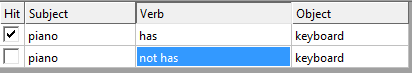 Hit Subject Verb Object
piano has keyboard
piano not has keyboard